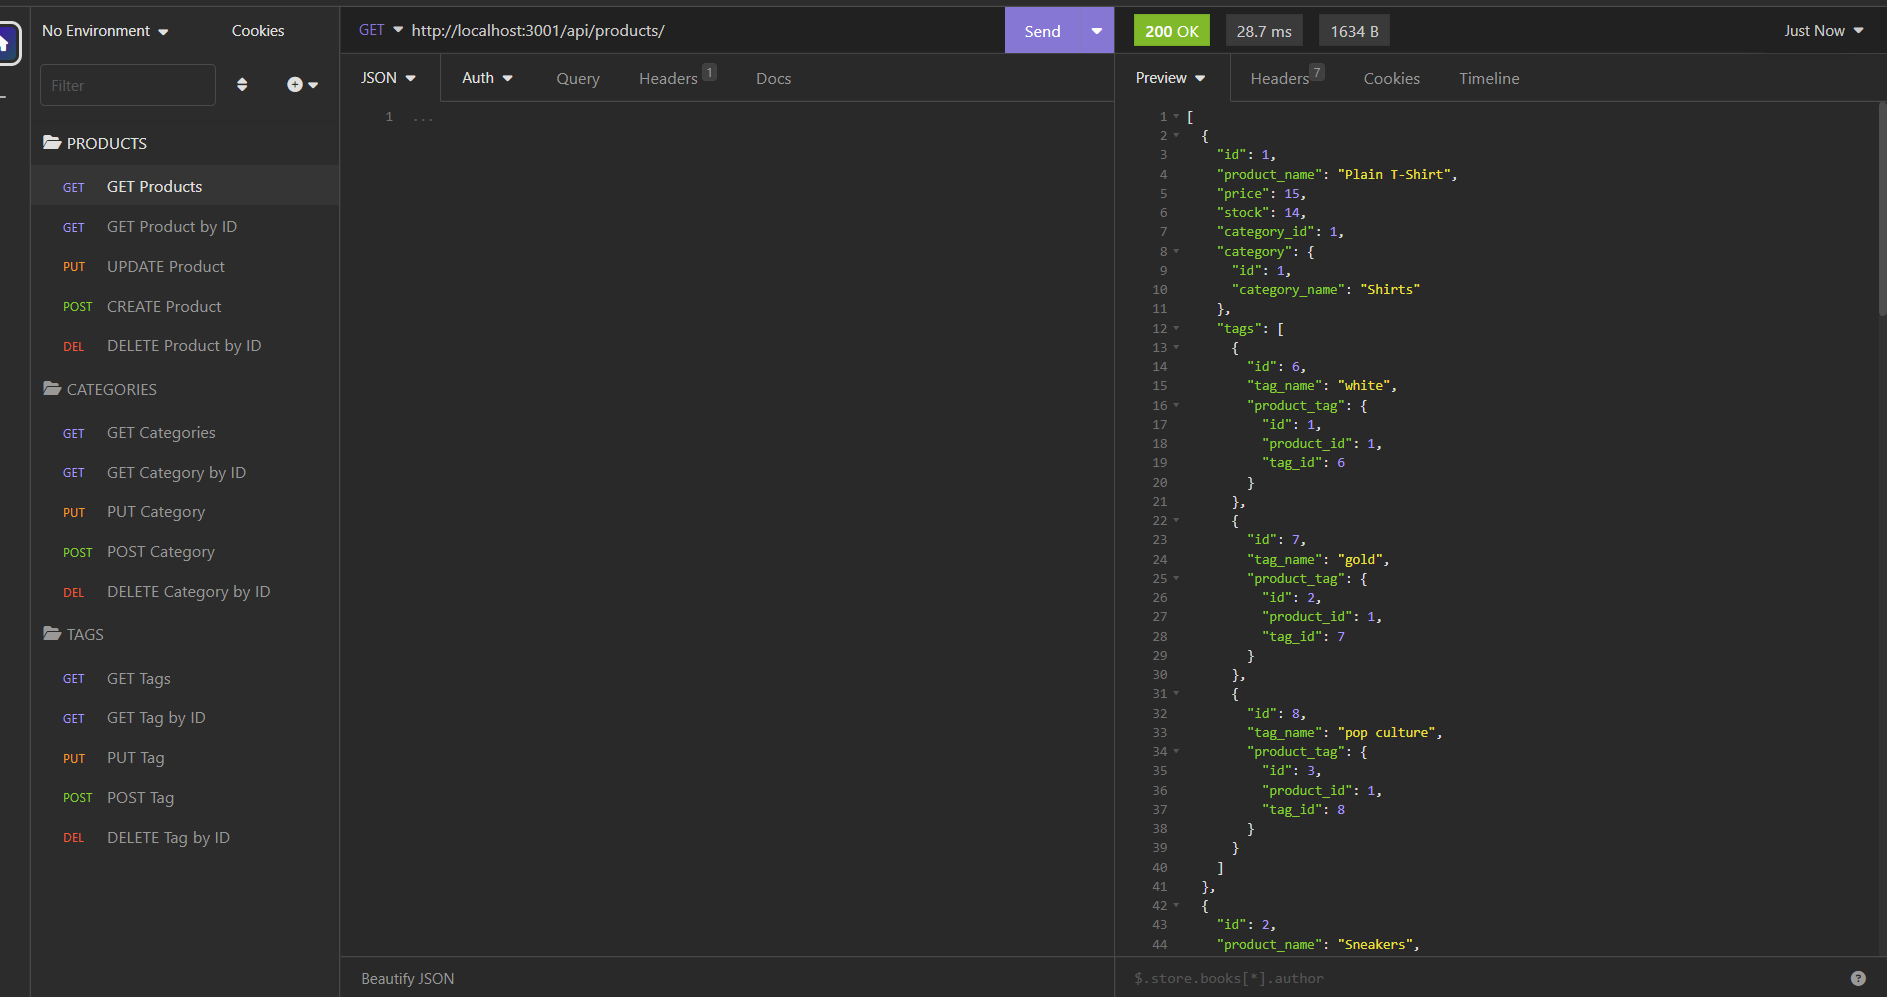 No Environment
Cookies
Filter
PRODUCTS
GET GET Products
GET GET Product by ID
PUT UPDATE Product
POST CREATE Product
DEL DELETE Product by ID
CATEGORIES
GET GET Categories
GET GET Category by ID
PUT PUT Category
POST POST Category
DEL DELETE Category by ID
TAGS
GET GET Tags
GET GET Tag by ID
PUT PUT Tag
POST POST Tag
DEL DELETE Tag by ID
GET http://localhost:3001/api/products/ Send
JSON Auth Query Headers 1 Docs
1 ...
Beautify JSON
200 OK 28.7 ms 1634 B Just Now
Preview Headers 7 Cookies Timeline
1 [
2 {
3 "id": 1,
4 "product_name": "Plain T-Shirt",
5 "price": 15,
6 "stock": 14,
7 "category_id": 1,
8 "category": {
9 "id": 1,
10 "category_name": "Shirts"
11 },
12 "tags": [
13 {
14 "id": 6,
15 "tag_name": "white",
16 "product_tag": {
17 "id": 1,
18 "product_id": 1,
19 "tag_id": 6
20 }
21 },
22 {
23 "id": 7,
24 "tag_name": "gold",
25 "product_tag": {
26 "id": 2,
27 "product_id": 1,
28 "tag_id": 7
29 }
30 },
31 {
32 "id": 8,
33 "tag_name": "pop culture",
34 "product_tag": {
35 "id": 3,
36 "product_id": 1,
37 "tag_id": 8
38 }
39 }
40 ]
41 },
42 {
43 "id": 2,
44 "product_name": "Sneakers",
$.store.books[*].author
?